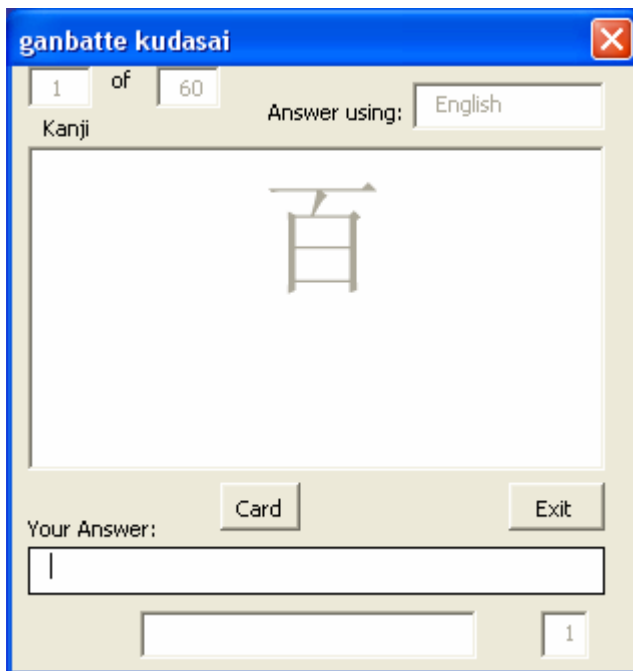 ganbatte kudasai
1 of 60
Answer using: English
Kanji
百
Card
Exit
Your Answer:
1